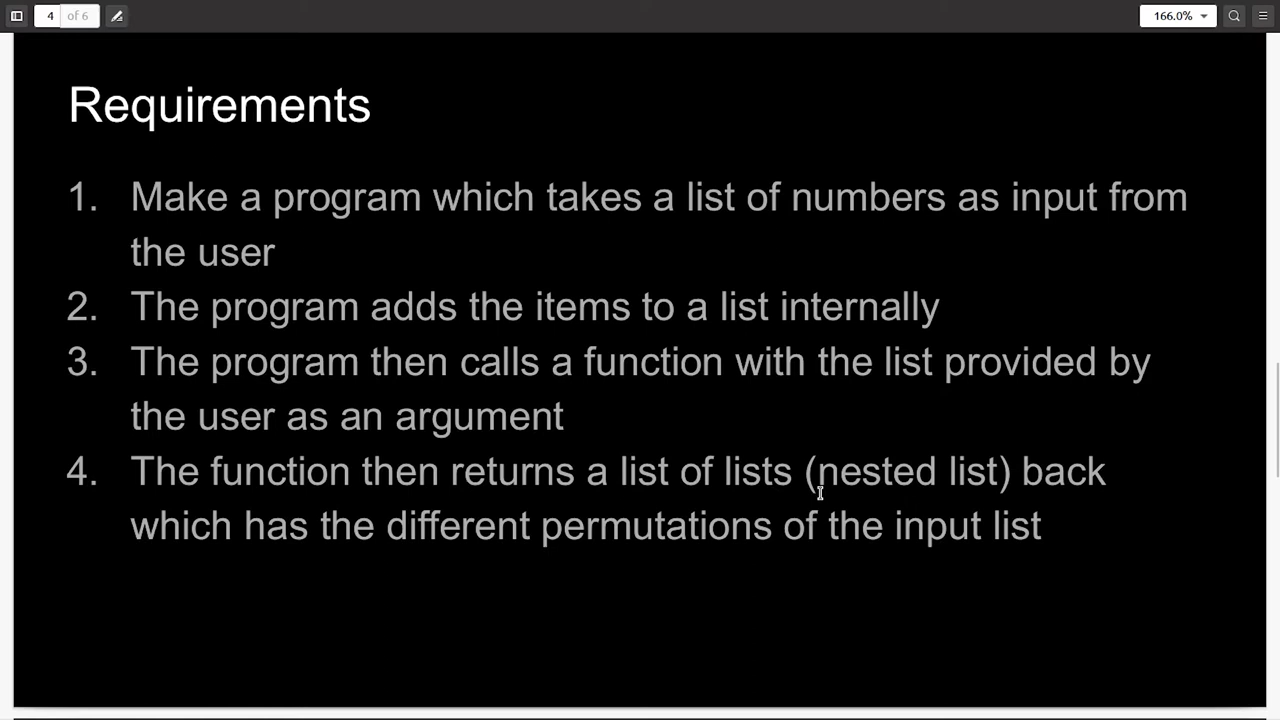 4 of 6 166.0%
Requirements
1. Make a program which takes a list of numbers as input from
the user
2. The program adds the items to a list internally
3. The program then calls a function with the list provided by
the user as an argument
4. The function then returns a list of lists (nested list) back
which has the different permutations of the input list